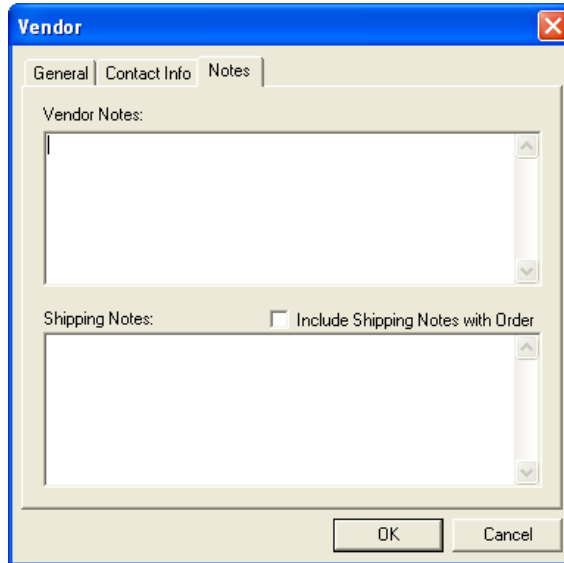 Vendor
General Contact Info Notes
Vendor Notes:
Shipping Notes: Include Shipping Notes with Order
OK Cancel